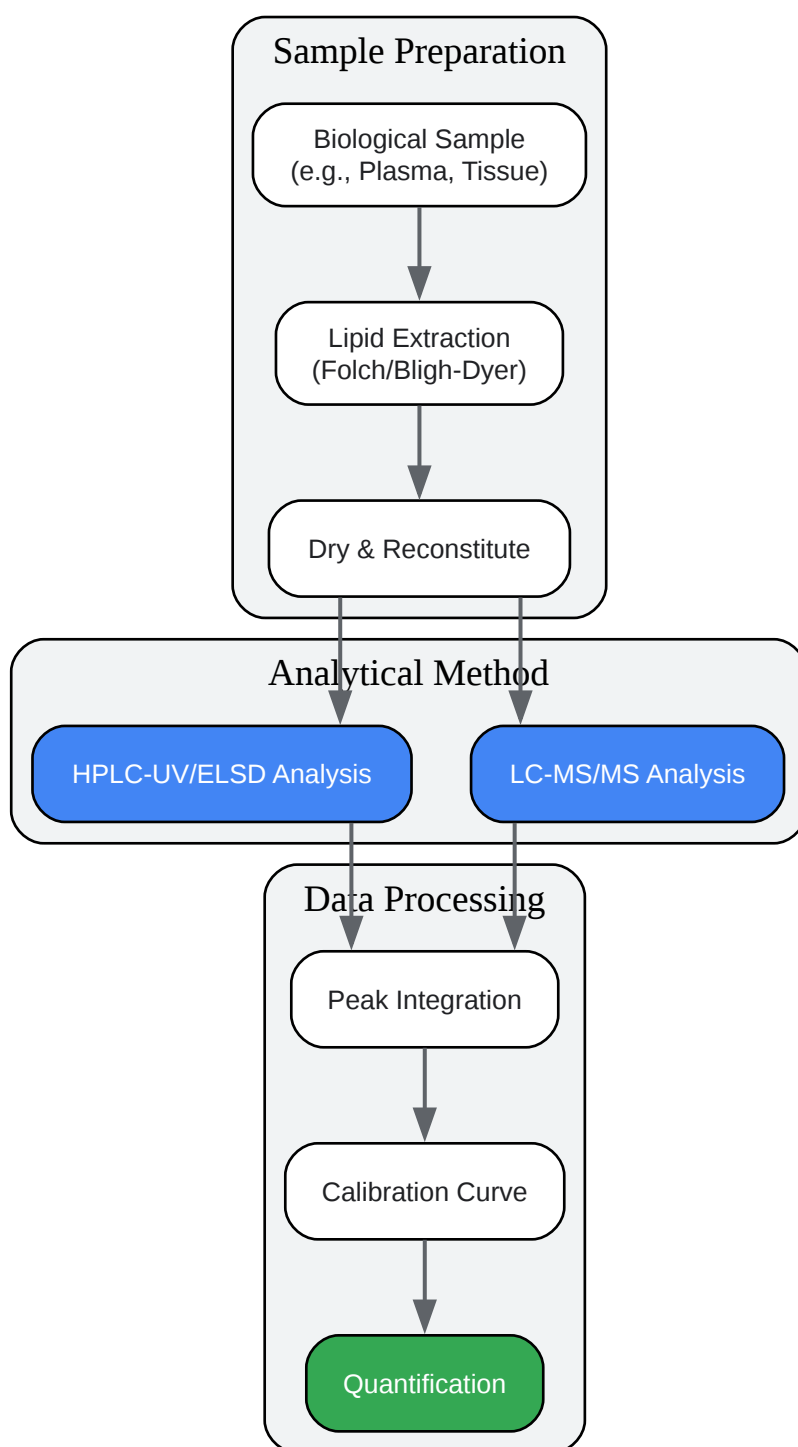 Sample Preparation
Biological Sample
(e.g., Plasma, Tissue)
Lipid Extraction
(Folch/Bligh-Dyer)
Dry & Reconstitute
Analytical Method
HPLC-UV/ELSD Analysis
LC-MS/MS Analysis
Data Processing
Peak Integration
Calibration Curve
Quantification